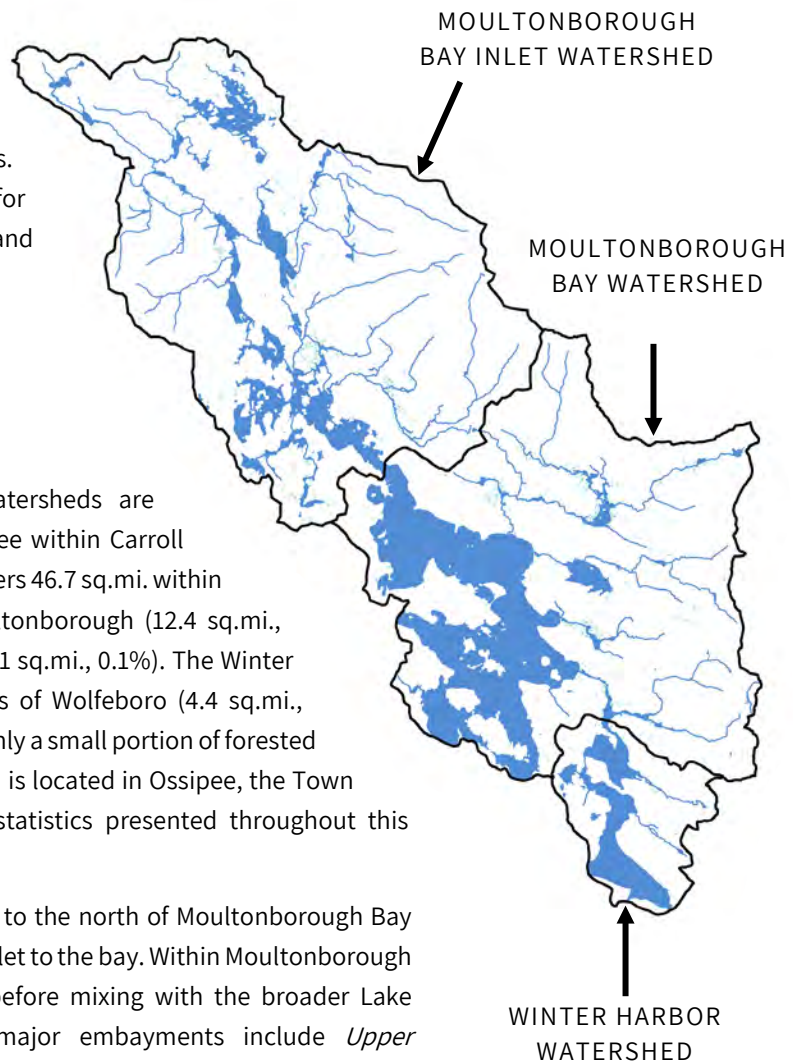 MOULTONBOROUGH
BAY INLET WATERSHED
s.
for
and
MOULTONBOROUGH
BAY WATERSHED
atersheds are
ee within Carroll
ers 46.7 sq.mi. within
ltonborough (12.4 sq.mi.,
1 sq.mi., 0.1%). The Winter
s of Wolfeboro (4.4 sq.mi.,
nly a small portion of forested
is located in Ossipee, the Town
statistics presented throughout this
to the north of Moultonborough Bay
let to the bay. Within Moultonborough
before mixing with the broader Lake
major embayments include Upper
WINTER HARBOR
WATERSHED